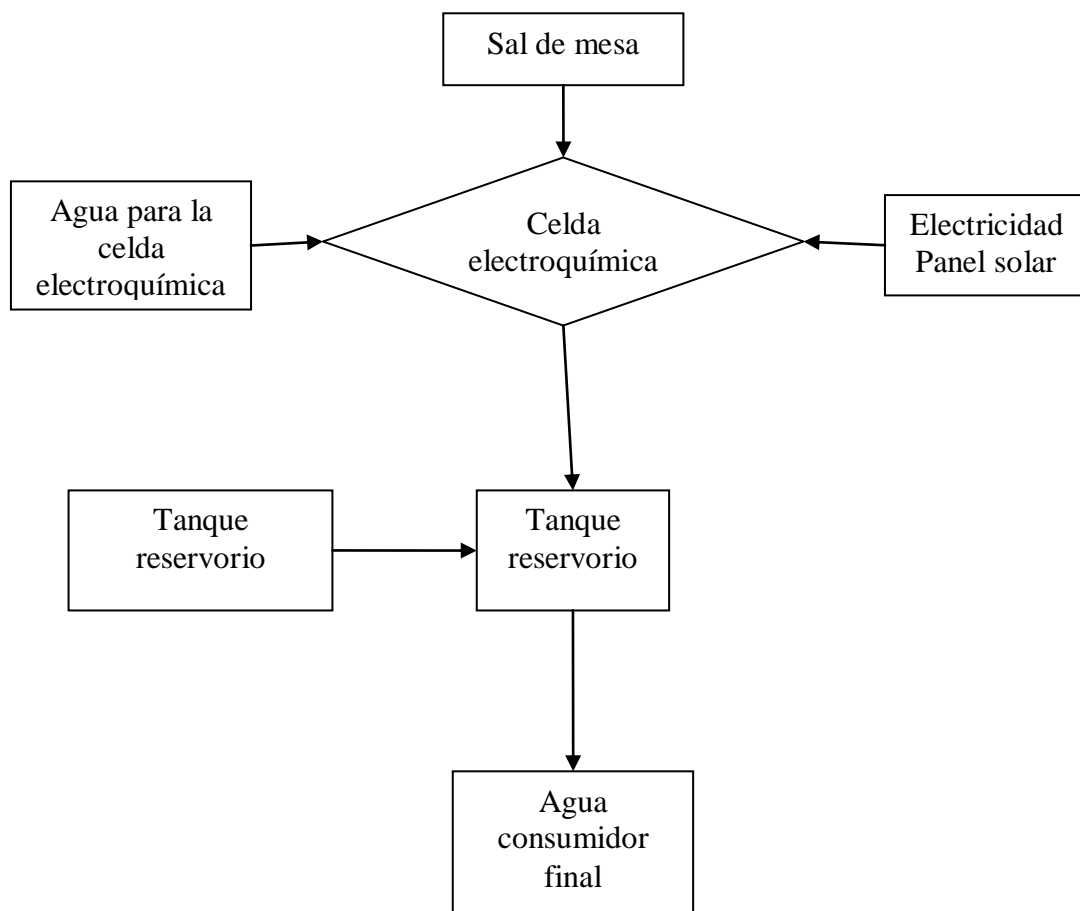 Sal de mesa
Agua para la
celda
electroquímica
Celda
electroquímica
Electricidad
Panel solar
Tanque
reservorio
Tanque
reservorio
Agua
consumidor
final